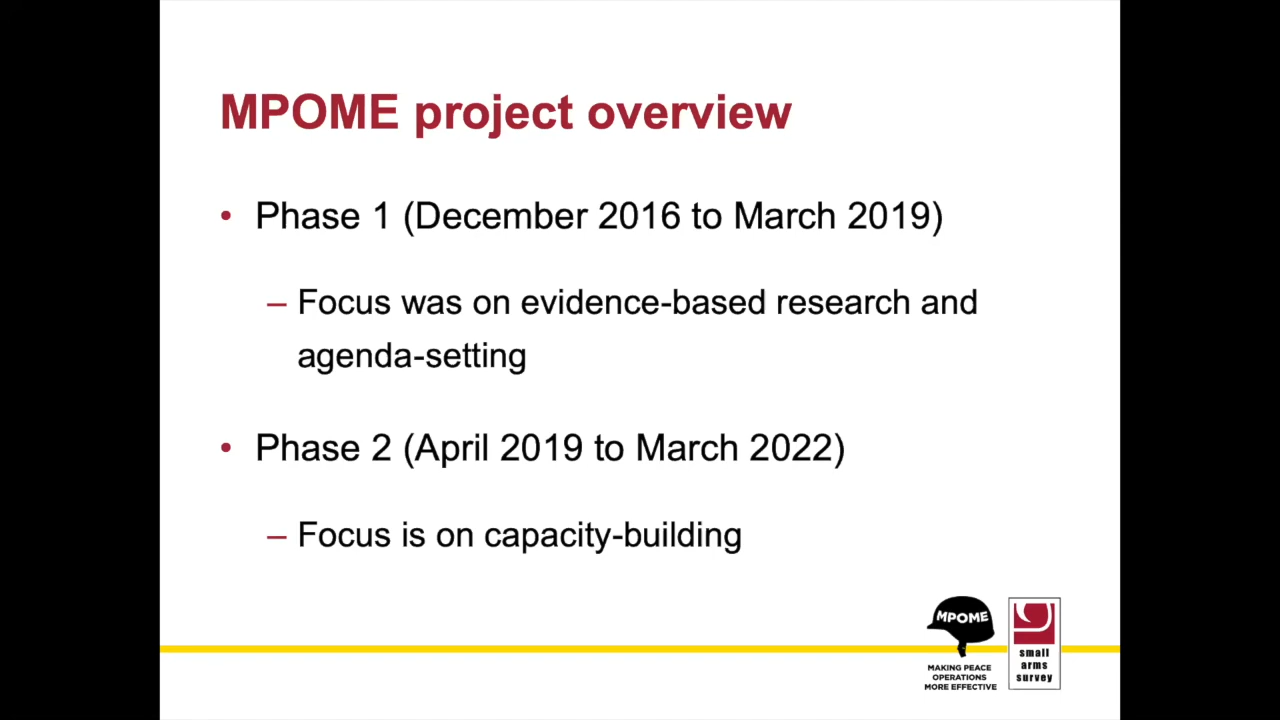 MPOME project overview
• Phase 1 (December 2016 to March 2019)
– Focus was on evidence-based research and
agenda-setting
• Phase 2 (April 2019 to March 2022)
– Focus is on capacity-building
MPOME
MAKING PEACE
OPERATIONS
MORE EFFECTIVE
small
arms
survey